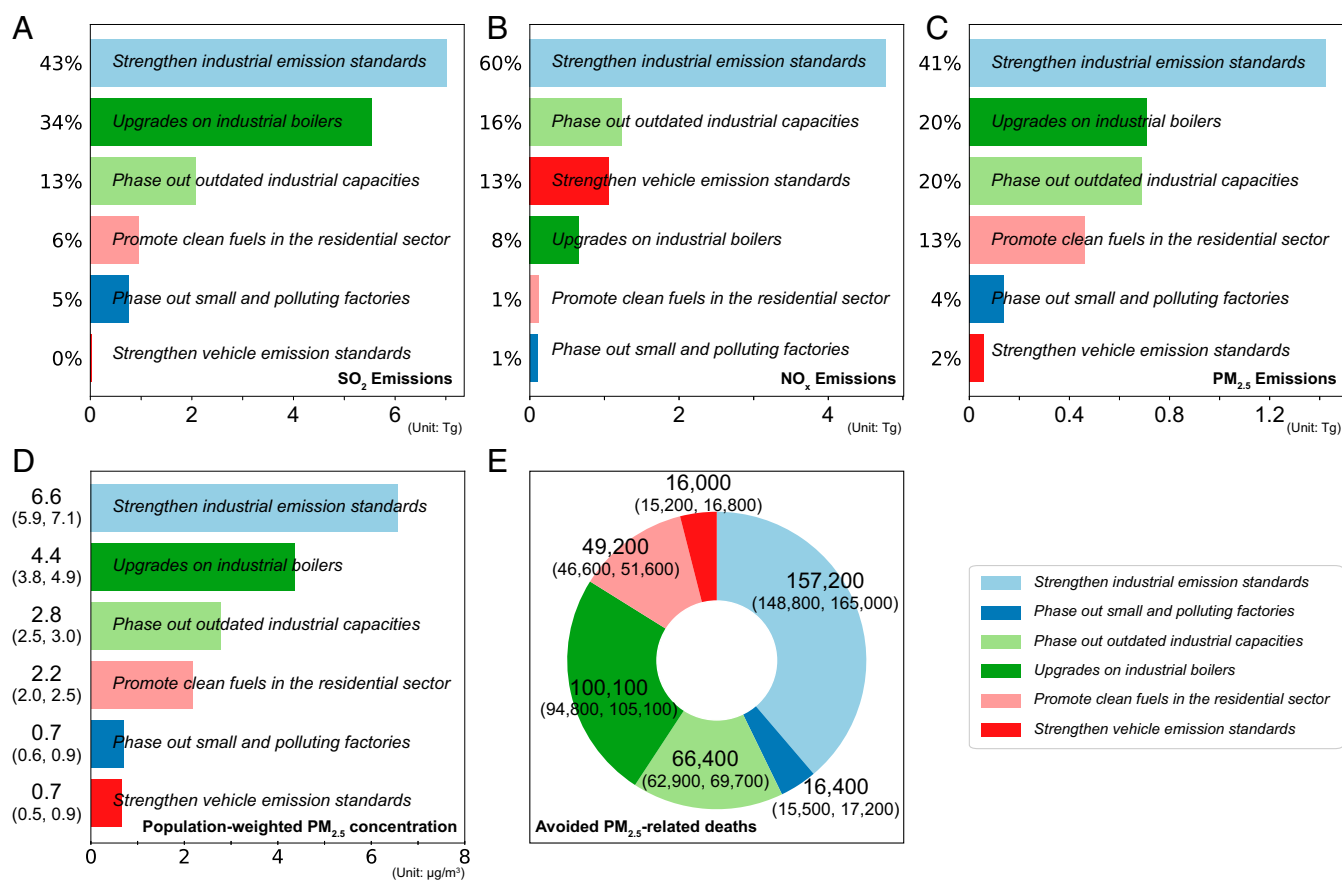 A
43% Strengthen industrial emission standards
34% Upgrades on industrial boilers
13% Phase out outdated industrial capacities
6% Promote clean fuels in the residential sector
5% Phase out small and polluting factories
0% Strengthen vehicle emission standards
SO2 Emissions
0 2 4 6
(Unit: Tg)
B
60% Strengthen industrial emission standards
16% Phase out outdated industrial capacities
13% Strengthen vehicle emission standards
8% Upgrades on industrial boilers
1% Promote clean fuels in the residential sector
1% Phase out small and polluting factories
NOx Emissions
0 2 4
(Unit: Tg)
C
41% Strengthen industrial emission standards
20% Upgrades on industrial boilers
20% Phase out outdated industrial capacities
13% Promote clean fuels in the residential sector
4% Phase out small and polluting factories
2% Strengthen vehicle emission standards
PM2.5 Emissions
0 0.4 0.8 1.2
(Unit: Tg)
D
6.6
(5.9, 7.1)
Strengthen industrial emission standards
4.4
(3.8, 4.9)
Upgrades on industrial boilers
2.8
(2.5, 3.0)
Phase out outdated industrial capacities
2.2
(2.0, 2.5)
Promote clean fuels in the residential sector
0.7
(0.6, 0.9)
Phase out small and polluting factories
0.7
(0.5, 0.9)
Strengthen vehicle emission standards
Population-weighted PM2.5 concentration
0 2 4 6 8
(Unit: µg/m³)
E
16,000
(15,200, 16,800)
49,200
(46,600, 51,600)
157,200
(148,800, 165,000)
100,100
(94,800, 105,100)
66,400
(62,900, 69,700)
16,400
(15,500, 17,200)
Avoided PM2.5-related deaths
Strengthen industrial emission standards
Phase out small and polluting factories
Phase out outdated industrial capacities
Upgrades on industrial boilers
Promote clean fuels in the residential sector
Strengthen vehicle emission standards